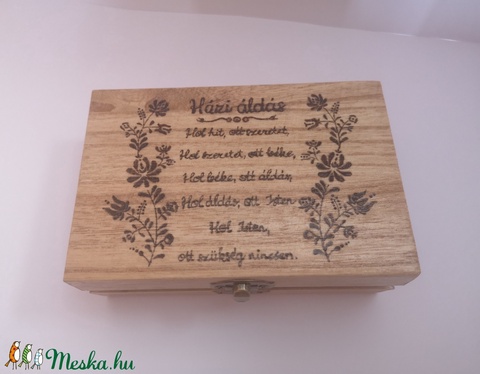 Házi áldás
Hol hit, ott szeretet,
Hol szeretet, ott béke,
Hol béke, ott áldás,
Hol áldás, ott Isten
Hol Isten,
ott szükség nincsen.
Meska.hu